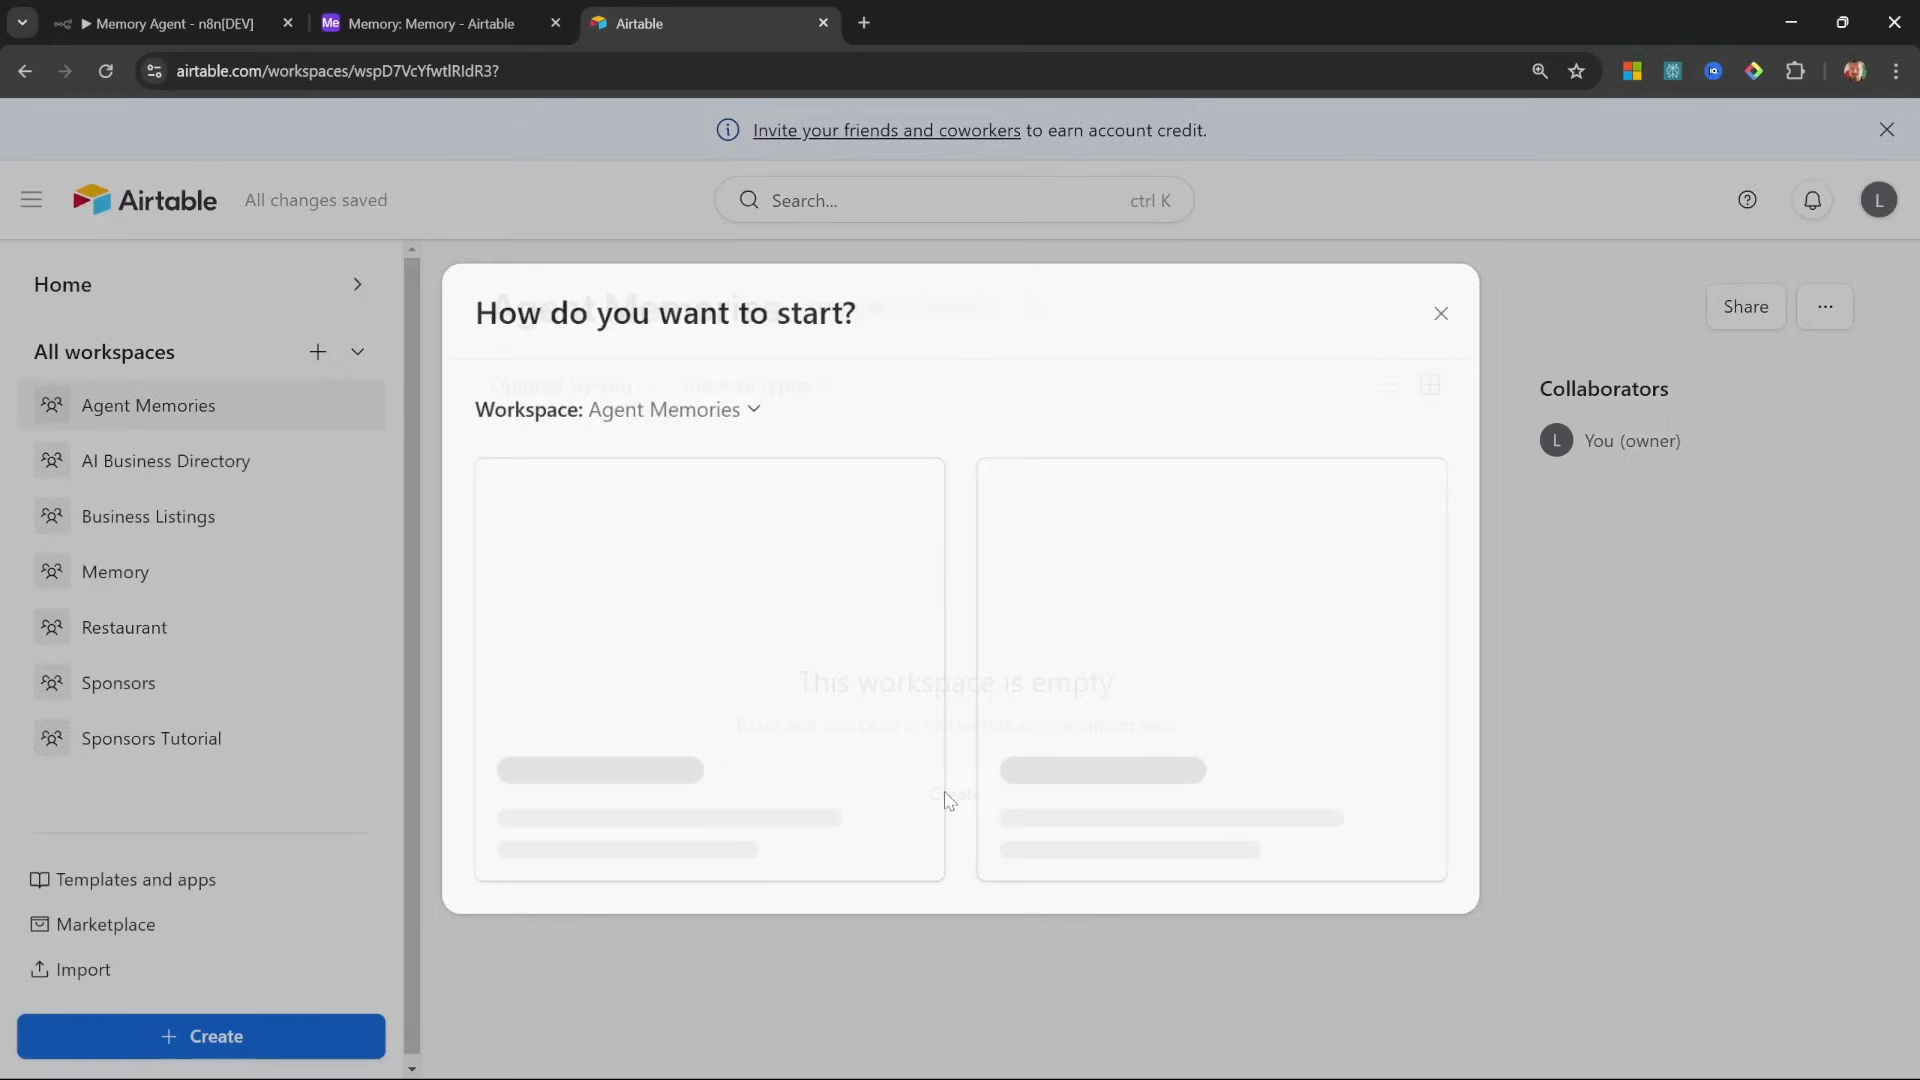 ▶ Memory Agent - n8n[DEV]
Me Memory: Memory - Airtable
Airtable
airtable.com/workspaces/wspD7VcYfwtlRIdR3?
Invite your friends and coworkers to earn account credit.
Airtable
All changes saved
Search...
ctrl K
L
Home
All workspaces
Agent Memories
AI Business Directory
Business Listings
Memory
Restaurant
Sponsors
Sponsors Tutorial
Templates and apps
Marketplace
Import
+ Create
How do you want to start?
Agent Memories
Workspace: Agent Memories
This workspace is empty
Create
Share
...
Collaborators
L You (owner)